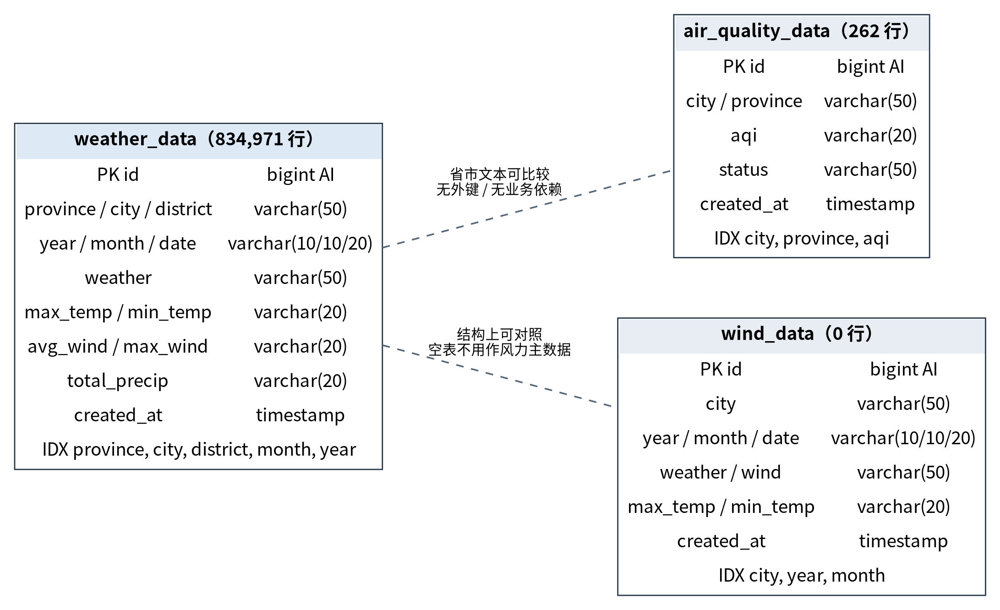 weather_data（834,971 行）
PK id bigint AI
province / city / district varchar(50)
year / month / date varchar(10/10/20)
weather varchar(50)
max_temp / min_temp varchar(20)
avg_wind / max_wind varchar(20)
total_precip varchar(20)
created_at timestamp
IDX province, city, district, month, year
省市文本可比较
无外键 / 无业务依赖
结构上可对照
空表不用作风力主数据
air_quality_data（262 行）
PK id bigint AI
city / province varchar(50)
aqi varchar(20)
status varchar(50)
created_at timestamp
IDX city, province, aqi
wind_data（0 行）
PK id bigint AI
city varchar(50)
year / month / date varchar(10/10/20)
weather / wind varchar(50)
max_temp / min_temp varchar(20)
created_at timestamp
IDX city, year, month